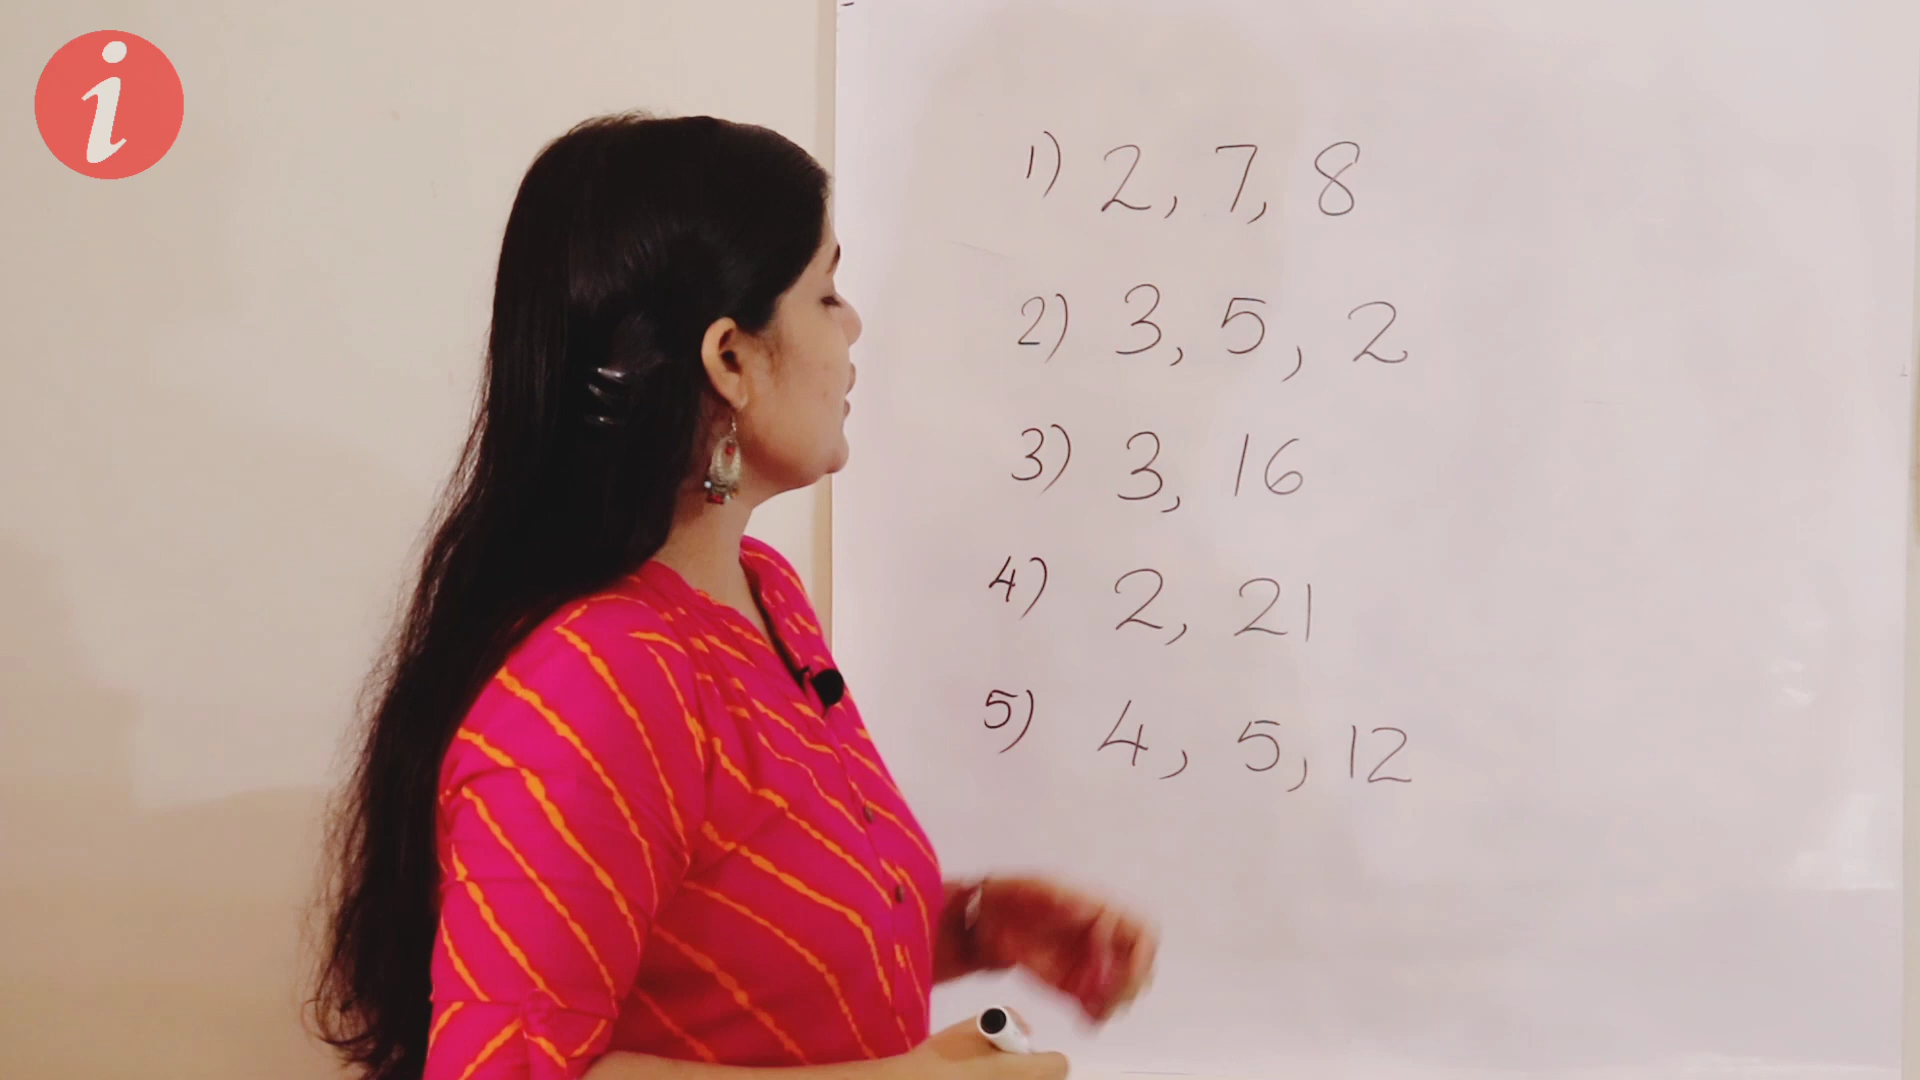 i
1) 2, 7, 8
2) 3, 5, 2
3) 3, 16
4) 2, 21
5) 4, 5, 12